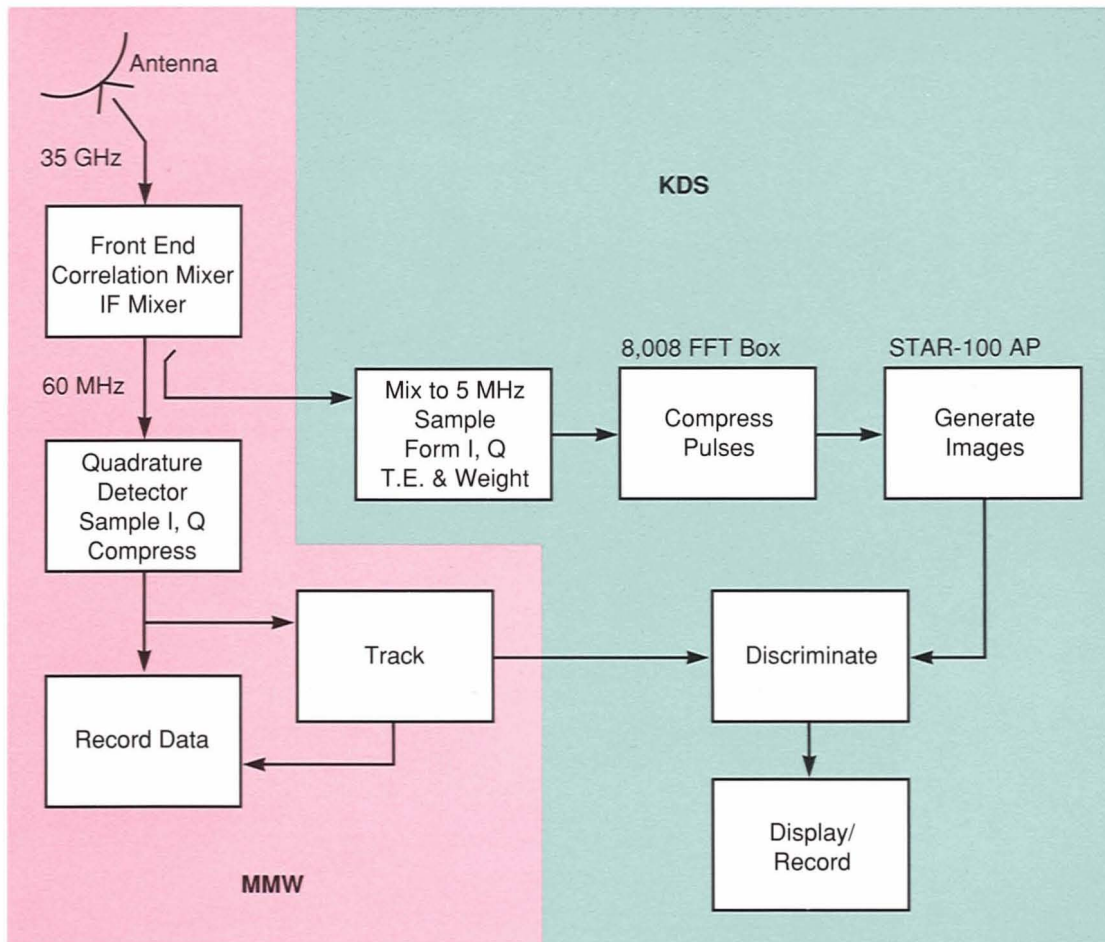 Antenna
35 GHz
KDS
Front End
Correlation Mixer
IF Mixer
60 MHz
8,008 FFT Box
STAR-100 AP
Mix to 5 MHz
Sample
Form I, Q
T.E. & Weight
Compress
Pulses
Generate
Images
Quadrature
Detector
Sample I, Q
Compress
Track
Discriminate
Record Data
Display/
Record
MMW